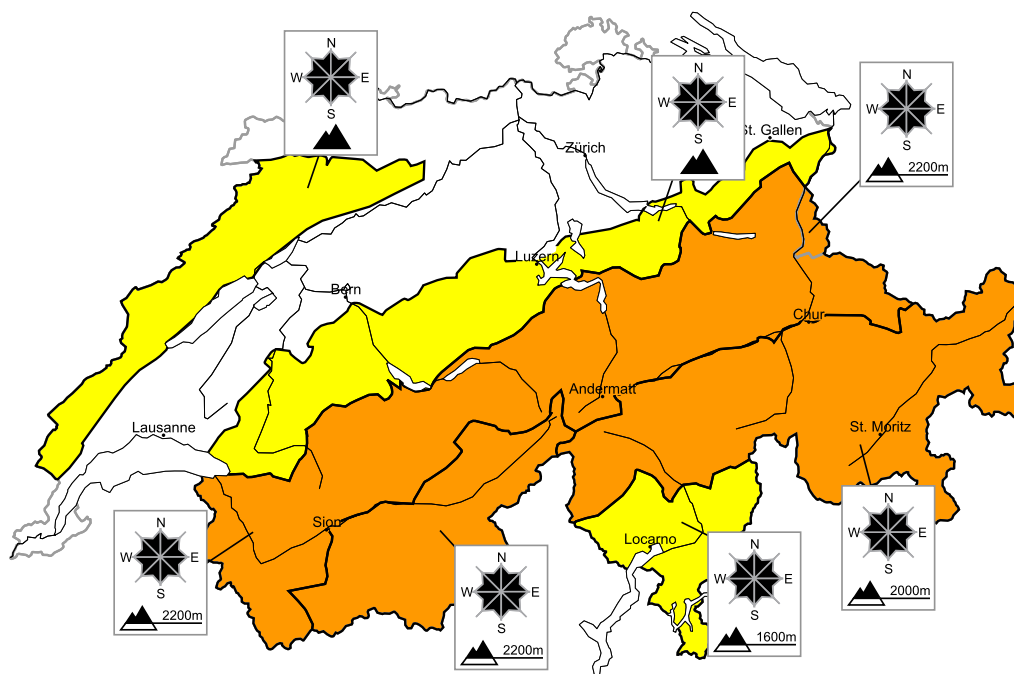 N
W E
S
N
W E
S
N
W E
S
2200m
St. Gallen
Zürich
Luzern
Bern
Chur
Andermatt
Lausanne
St. Moritz
Sion
Locarno
N
W E
S
2200m
N
W E
S
2200m
N
W E
S
1600m
N
W E
S
2000m